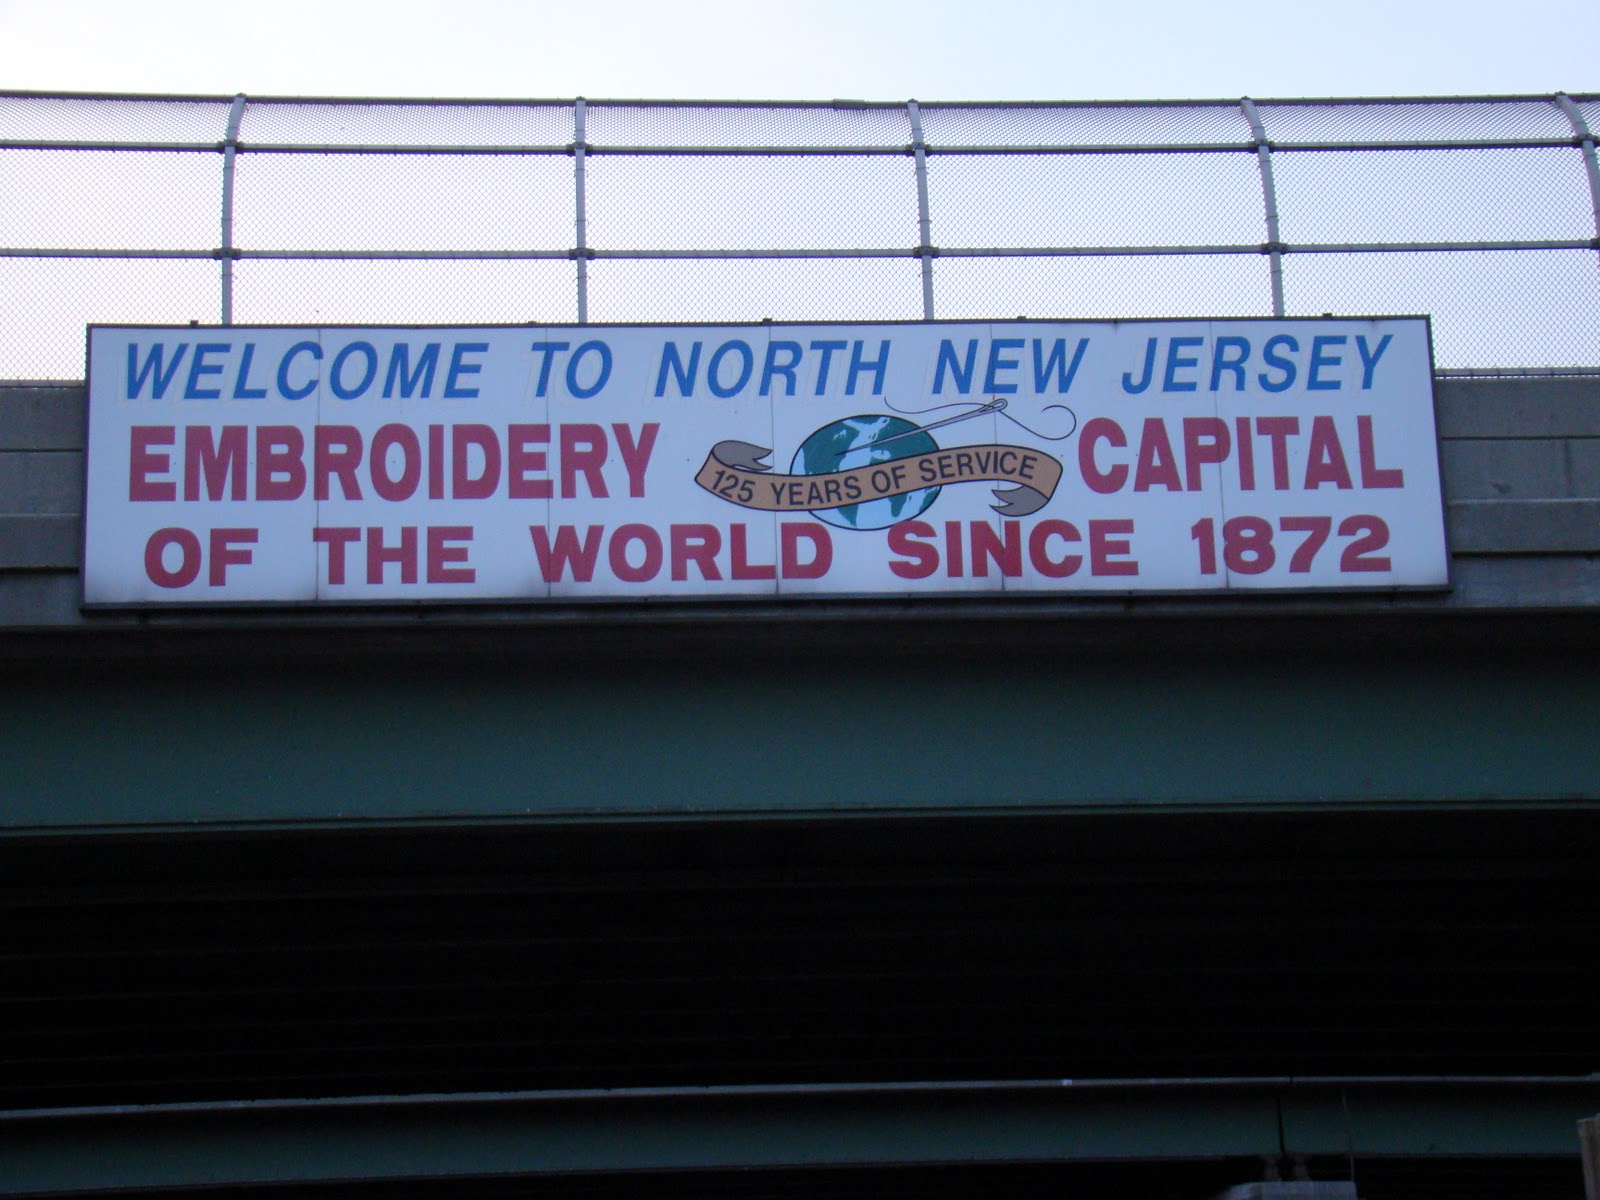 WELCOME TO NORTH NEW JERSEY
EMBROIDERY CAPITAL
125 YEARS OF SERVICE
OF THE WORLD SINCE 1872